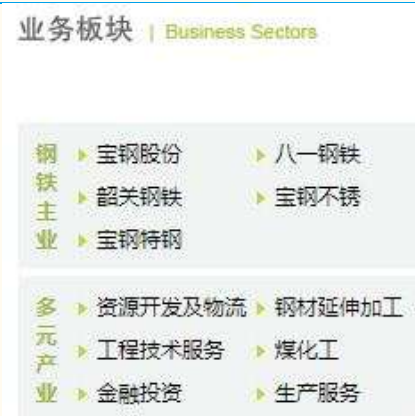 业务板块 | Business Sectors
钢铁主业
宝钢股份 八一钢铁
韶关钢铁 宝钢不锈
宝钢特钢
多元产业
资源开发及物流 钢材延伸加工
工程技术服务 煤化工
金融投资 生产服务